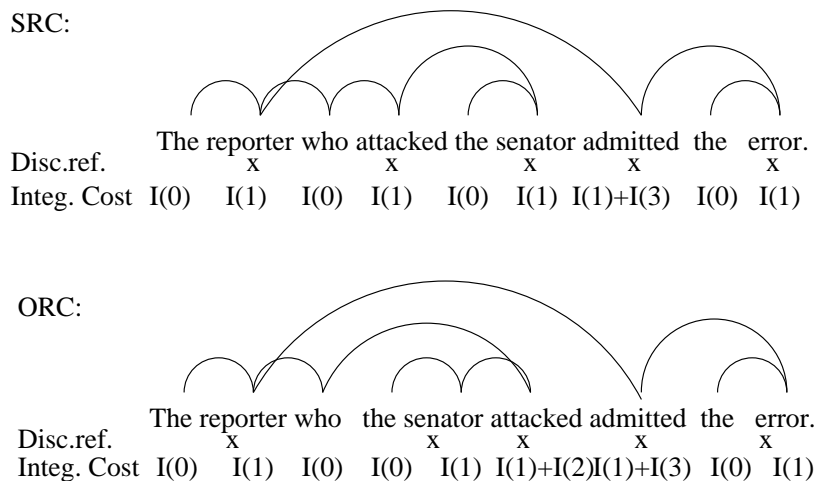 SRC:
The reporter who attacked the senator admitted the error.
Disc.ref. x x x x x
Integ. Cost I(0) I(1) I(0) I(1) I(0) I(1) I(1)+I(3) I(0) I(1)
ORC:
The reporter who the senator attacked admitted the error.
Disc.ref. x x x x x
Integ. Cost I(0) I(1) I(0) I(0) I(1) I(1)+I(2)I(1)+I(3) I(0) I(1)